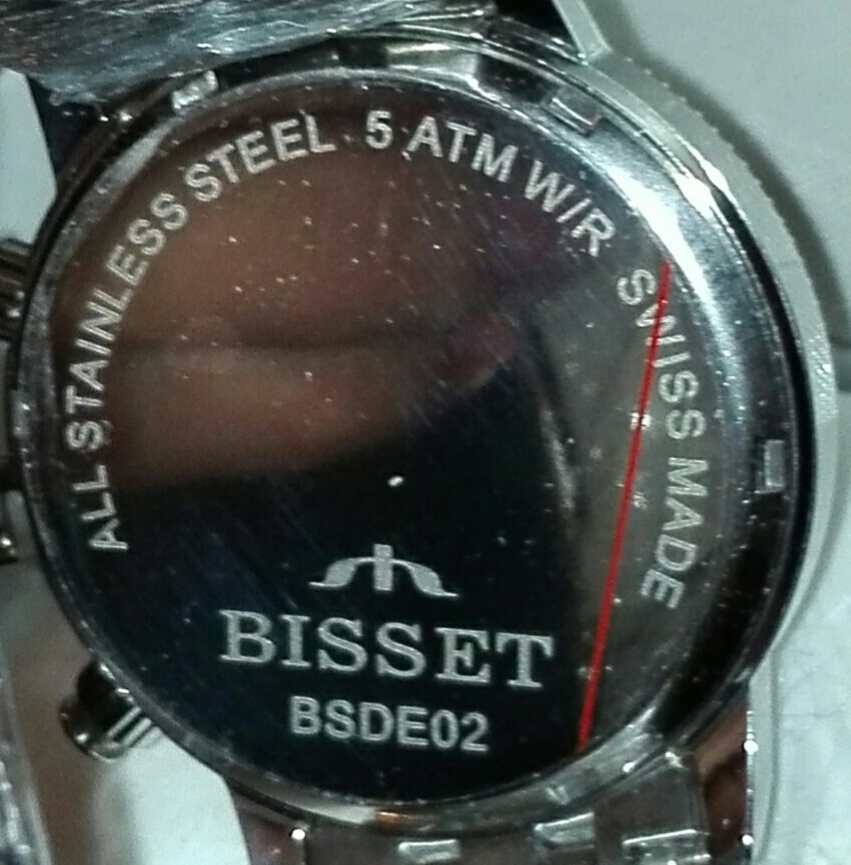 ALL STAINLESS STEEL 5 ATM W/R SWISS MADE
BISSET
BSDE02